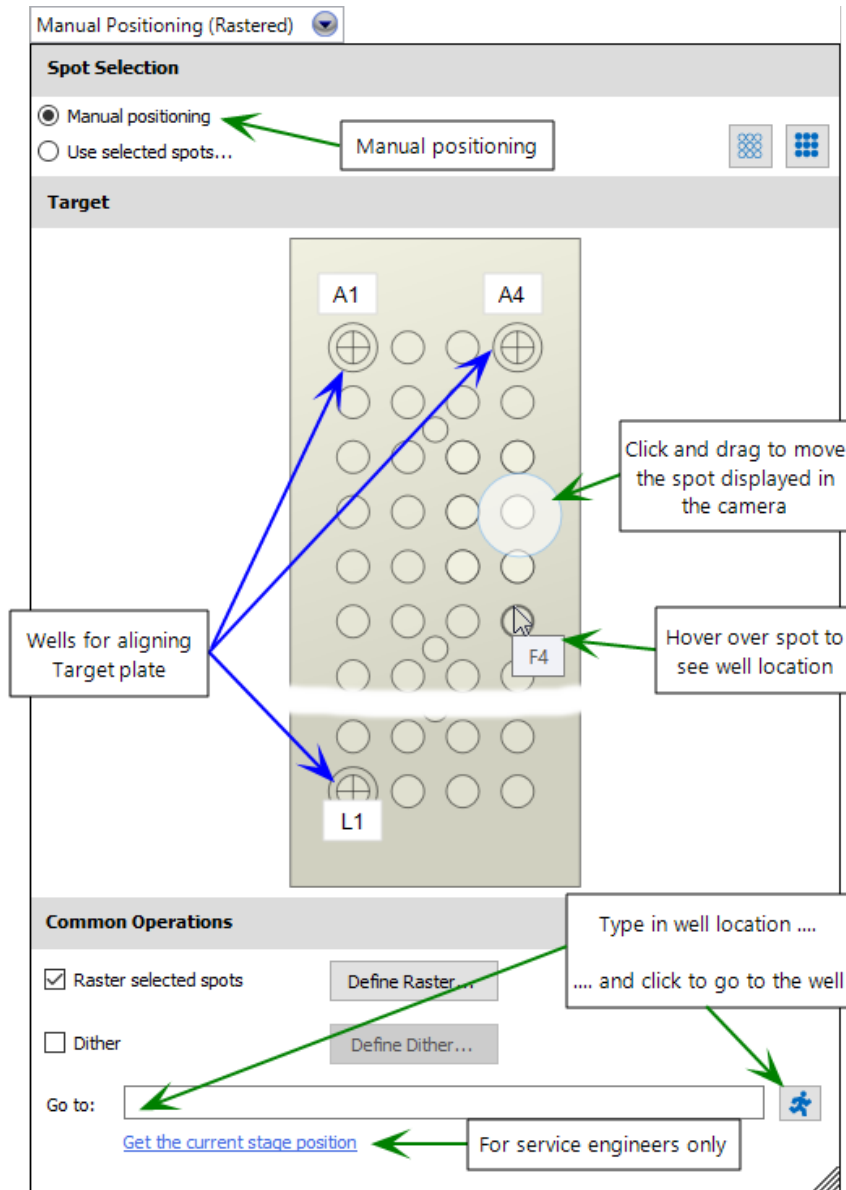 Manual Positioning (Rastered)
Spot Selection
Manual positioning
Use selected spots...
Manual positioning
Target
A1
A4
Click and drag to move
the spot displayed in
the camera
Wells for aligning
Target plate
F4
Hover over spot to
see well location
L1
Common Operations
Type in well location ....
.... and click to go to the well
Raster selected spots
Define Raster...
Dither
Define Dither...
Go to:
Get the current stage position
For service engineers only